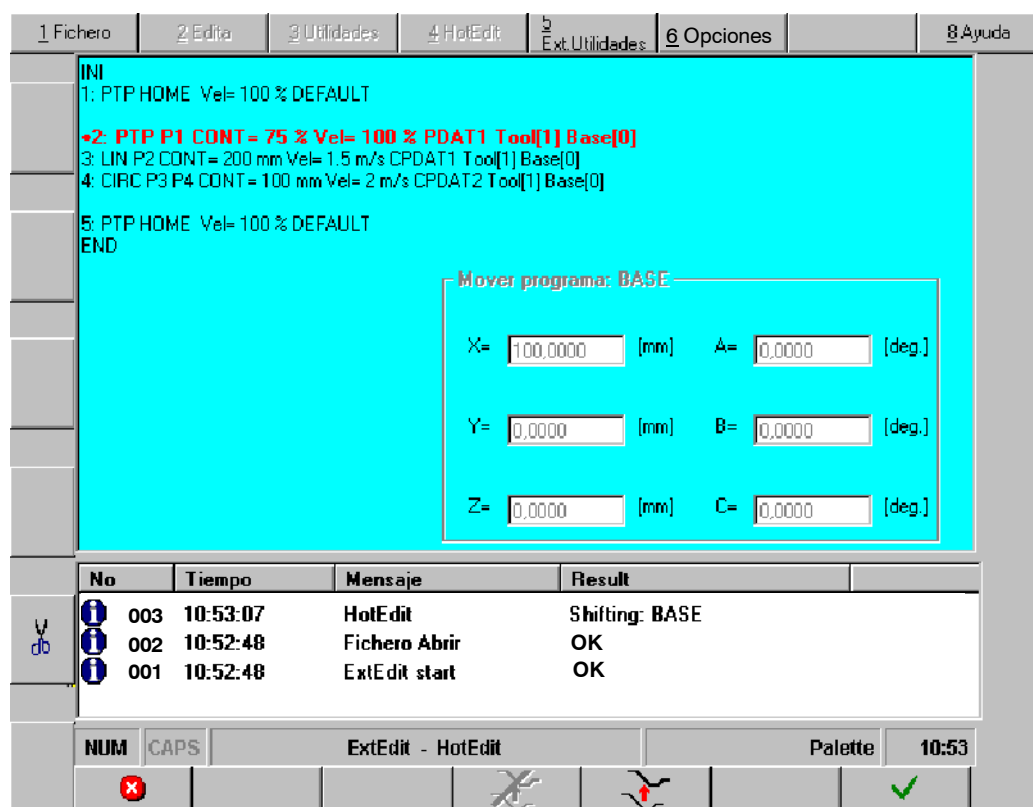 1 Fichero 2 Edita 3 Utilidades 4 HotEdit 5 Ext.Utilidades 6 Opciones 8 Ayuda
INI
1: PTP HOME Vel= 100 % DEFAULT
2: PTP P1 CONT= 75 % Vel= 100 % PDAT1 Tool[1] Base[0]
3: LIN P2 CONT= 200 mm Vel= 1.5 m/s CPDAT1 Tool[1] Base[0]
4: CIRC P3 P4 CONT= 100 mm Vel= 2 m/s CPDAT2 Tool[1] Base[0]
5: PTP HOME Vel= 100 % DEFAULT
END
Mover programa: BASE
X= 100,0000 [mm] A= 0,0000 [deg.]
Y= 0,0000 [mm] B= 0,0000 [deg.]
Z= 0,0000 [mm] C= 0,0000 [deg.]
No Tiempo Mensaje Result
003 10:53:07 HotEdit Shifting: BASE
002 10:52:48 Fichero Abrir OK
001 10:52:48 ExtEdit start OK
NUM CAPS ExtEdit - HotEdit Palette 10:53